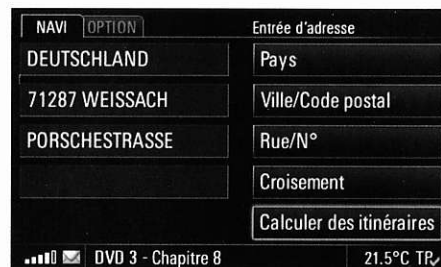 NAVI OPTION Entrée d'adresse
DEUTSCHLAND Pays
71287 WEISSACH Ville/Code postal
PORSCHESTRASSE Rue/N°
Croisement
Calculer des itinéraires
DVD 3 - Chapitre 8 21.5°C TP